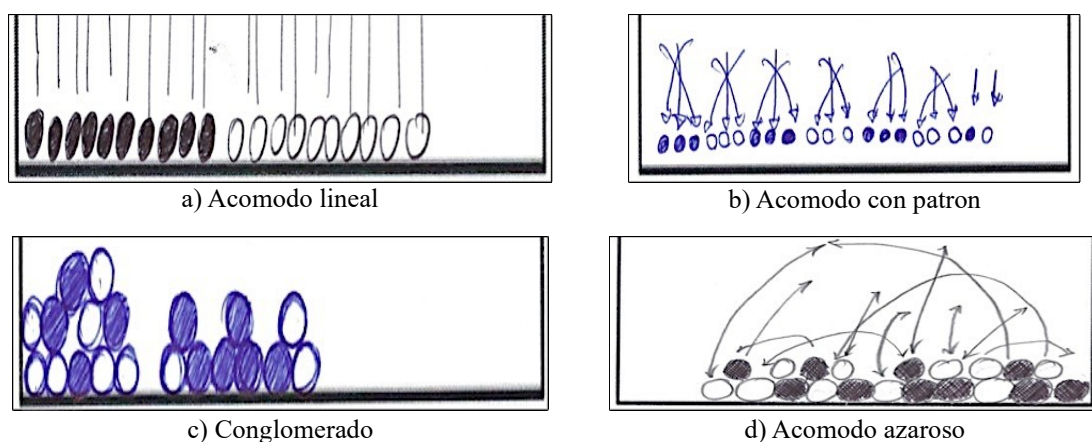 a) Acomodo lineal
b) Acomodo con patron
c) Conglomerado
d) Acomodo azaroso